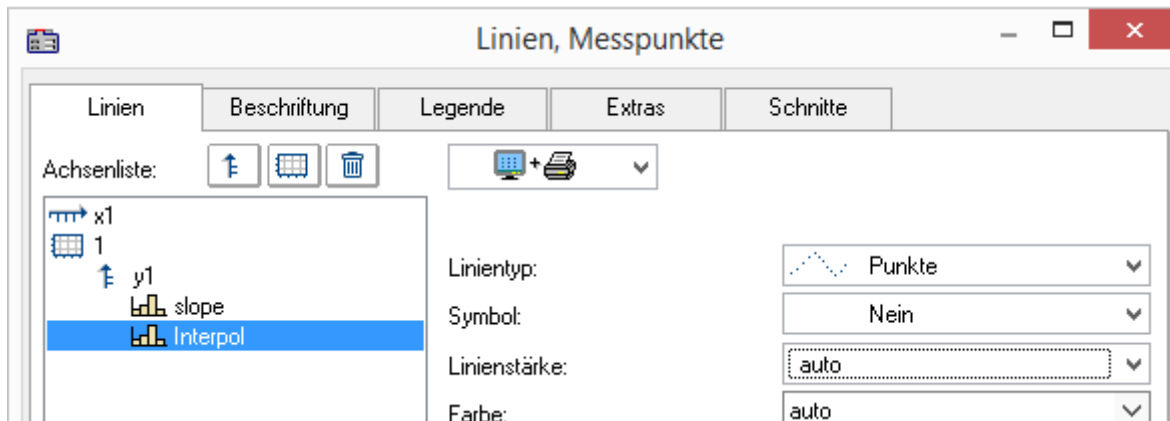 Linien, Messpunkte
Linien
Beschriftung
Legende
Extras
Schnitte
Achsenliste:
x1
1
y1
slope
Interpol
Linientyp:
Punkte
Symbol:
Nein
Linienstärke:
auto
Farbe:
auto